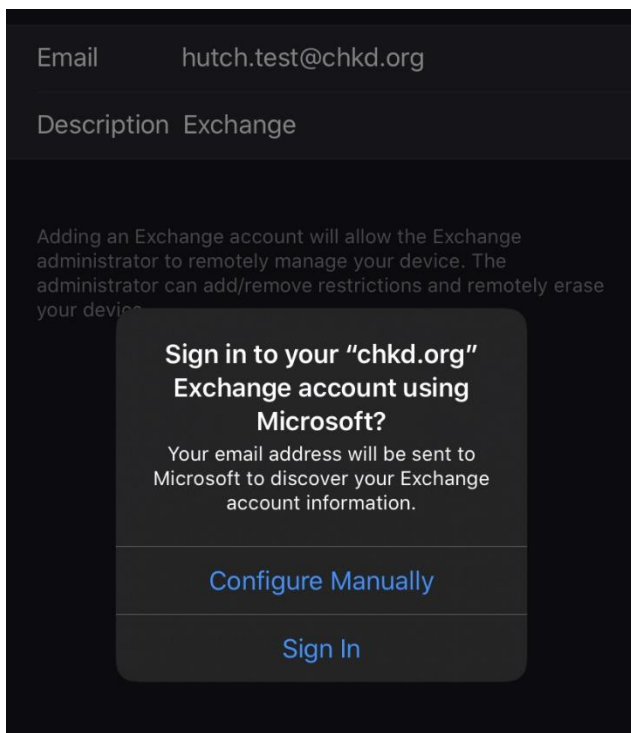 Email hutch.test@chkd.org
Description Exchange
Adding an Exchange account will allow the Exchange
administrator to remotely manage your device. The
administrator can add/remove restrictions and remotely erase
your device.
Sign in to your “chkd.org”
Exchange account using
Microsoft?
Your email address will be sent to
Microsoft to discover your Exchange
account information.
Configure Manually
Sign In